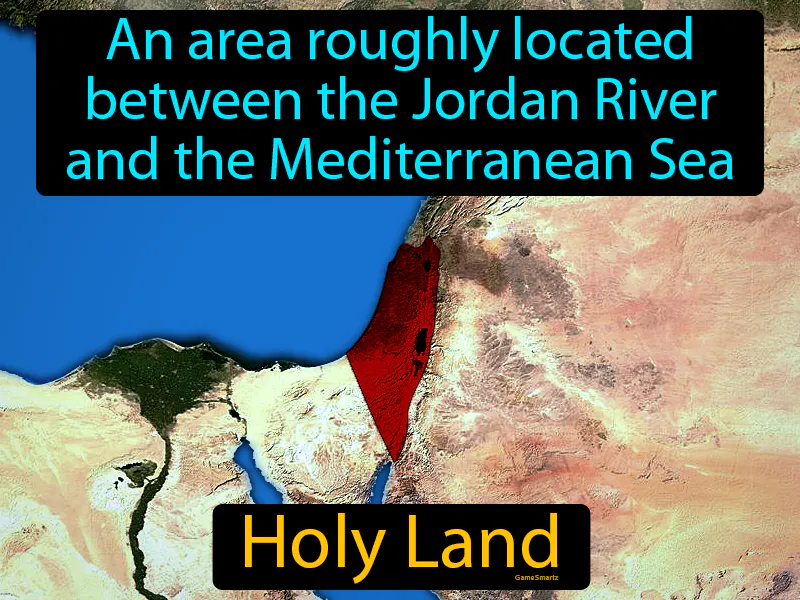 An area roughly located
between the Jordan River
and the Mediterranean Sea
Holy Land
GameSmartz